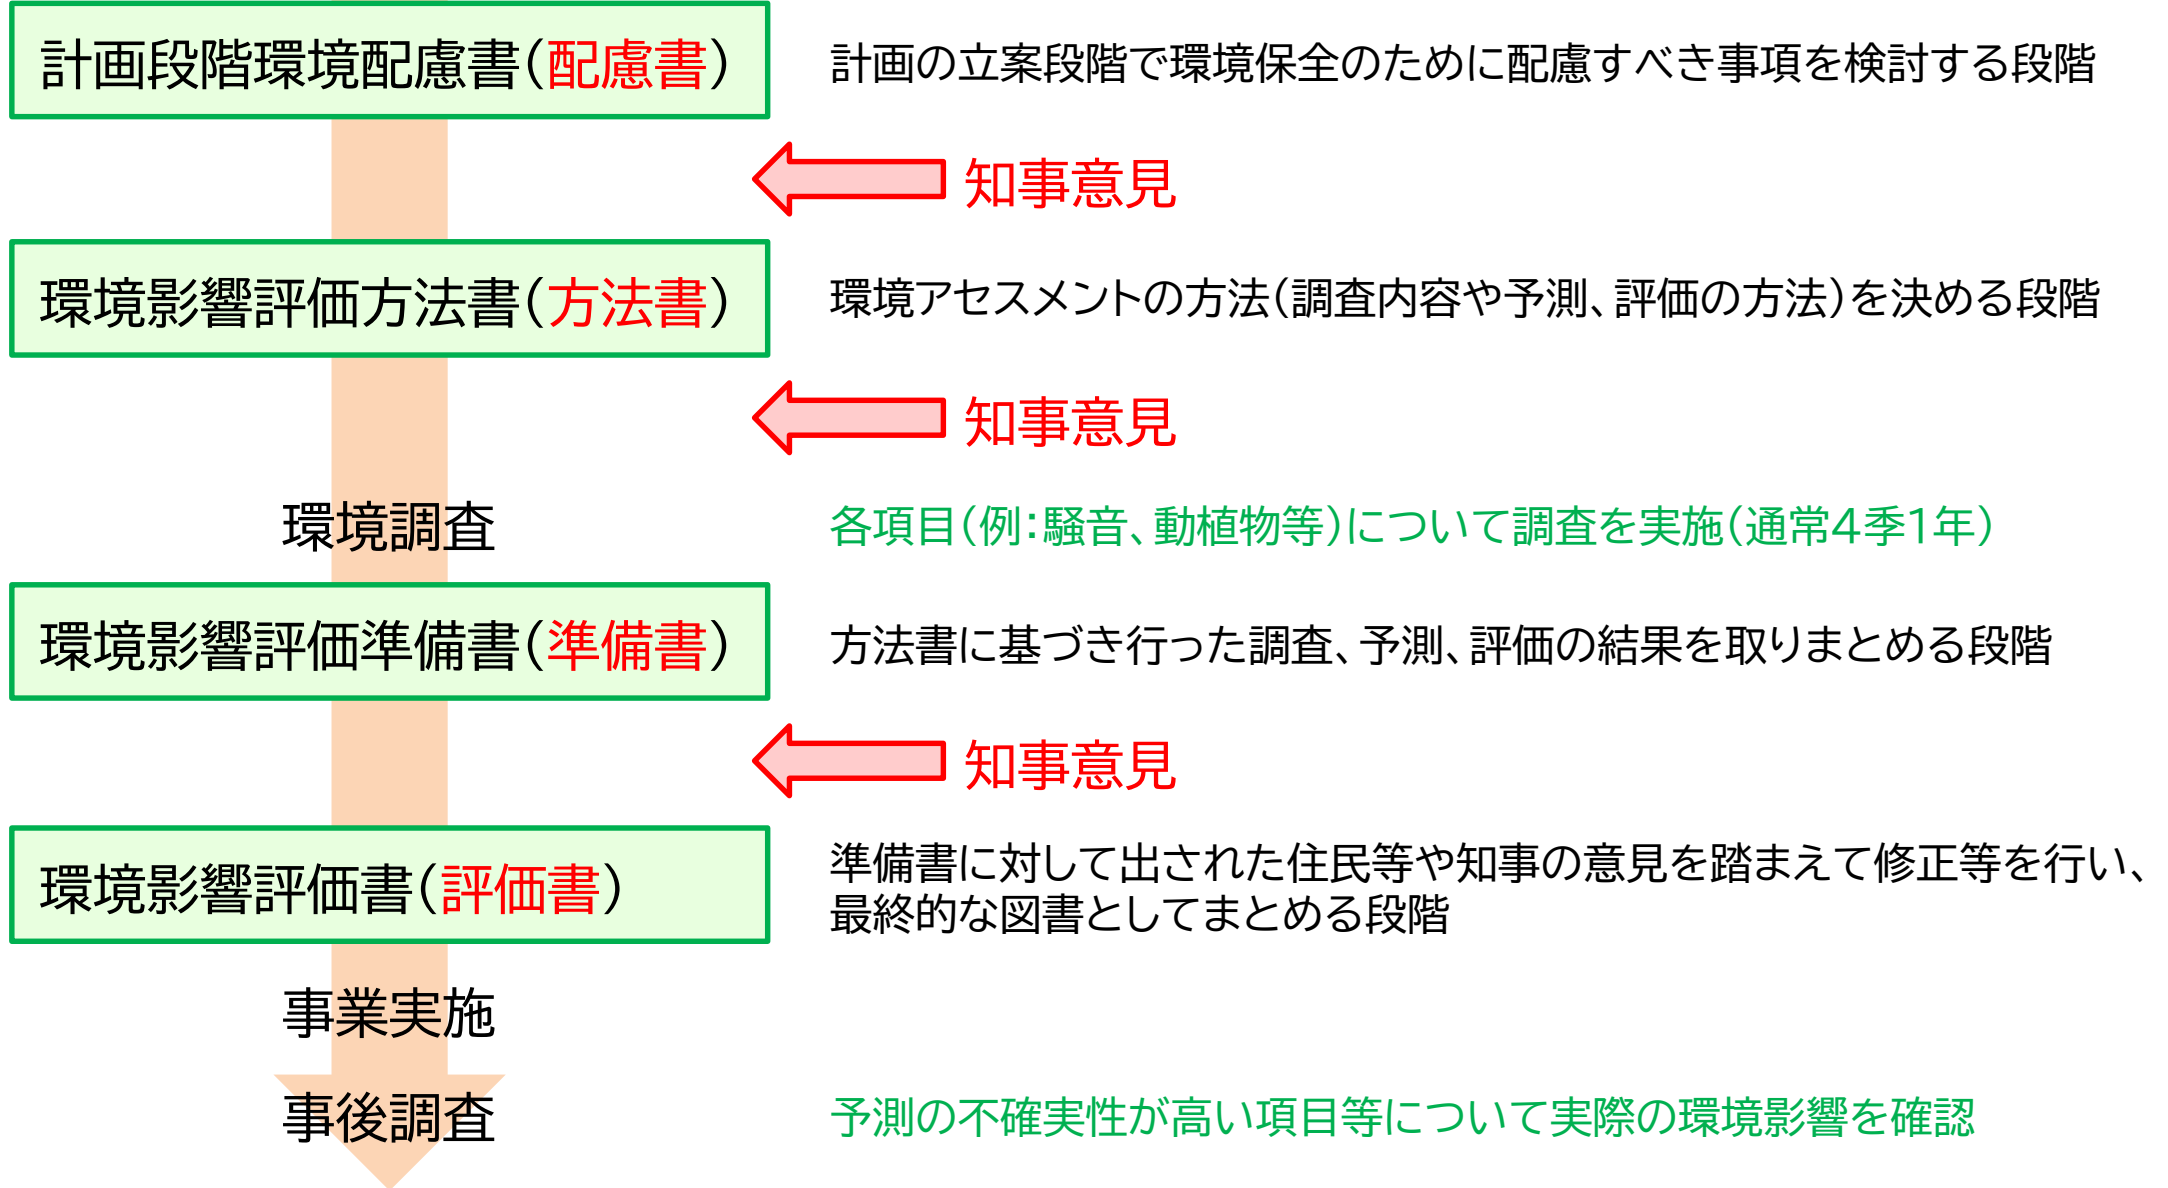 計画段階環境配慮書（配慮書）
計画の立案段階で環境保全のために配慮すべき事項を検討する段階
知事意見
環境影響評価方法書（方法書）
環境アセスメントの方法（調査内容や予測、評価の方法）を決める段階
知事意見
環境調査
各項目（例：騒音、動植物等）について調査を実施（通常4季1年）
環境影響評価準備書（準備書）
方法書に基づき行った調査、予測、評価の結果を取りまとめる段階
知事意見
環境影響評価書（評価書）
準備書に対して出された住民等や知事の意見を踏まえて修正等を行い、
最終的な図書としてまとめる段階
事業実施
事後調査
予測の不確実性が高い項目等について実際の環境影響を確認